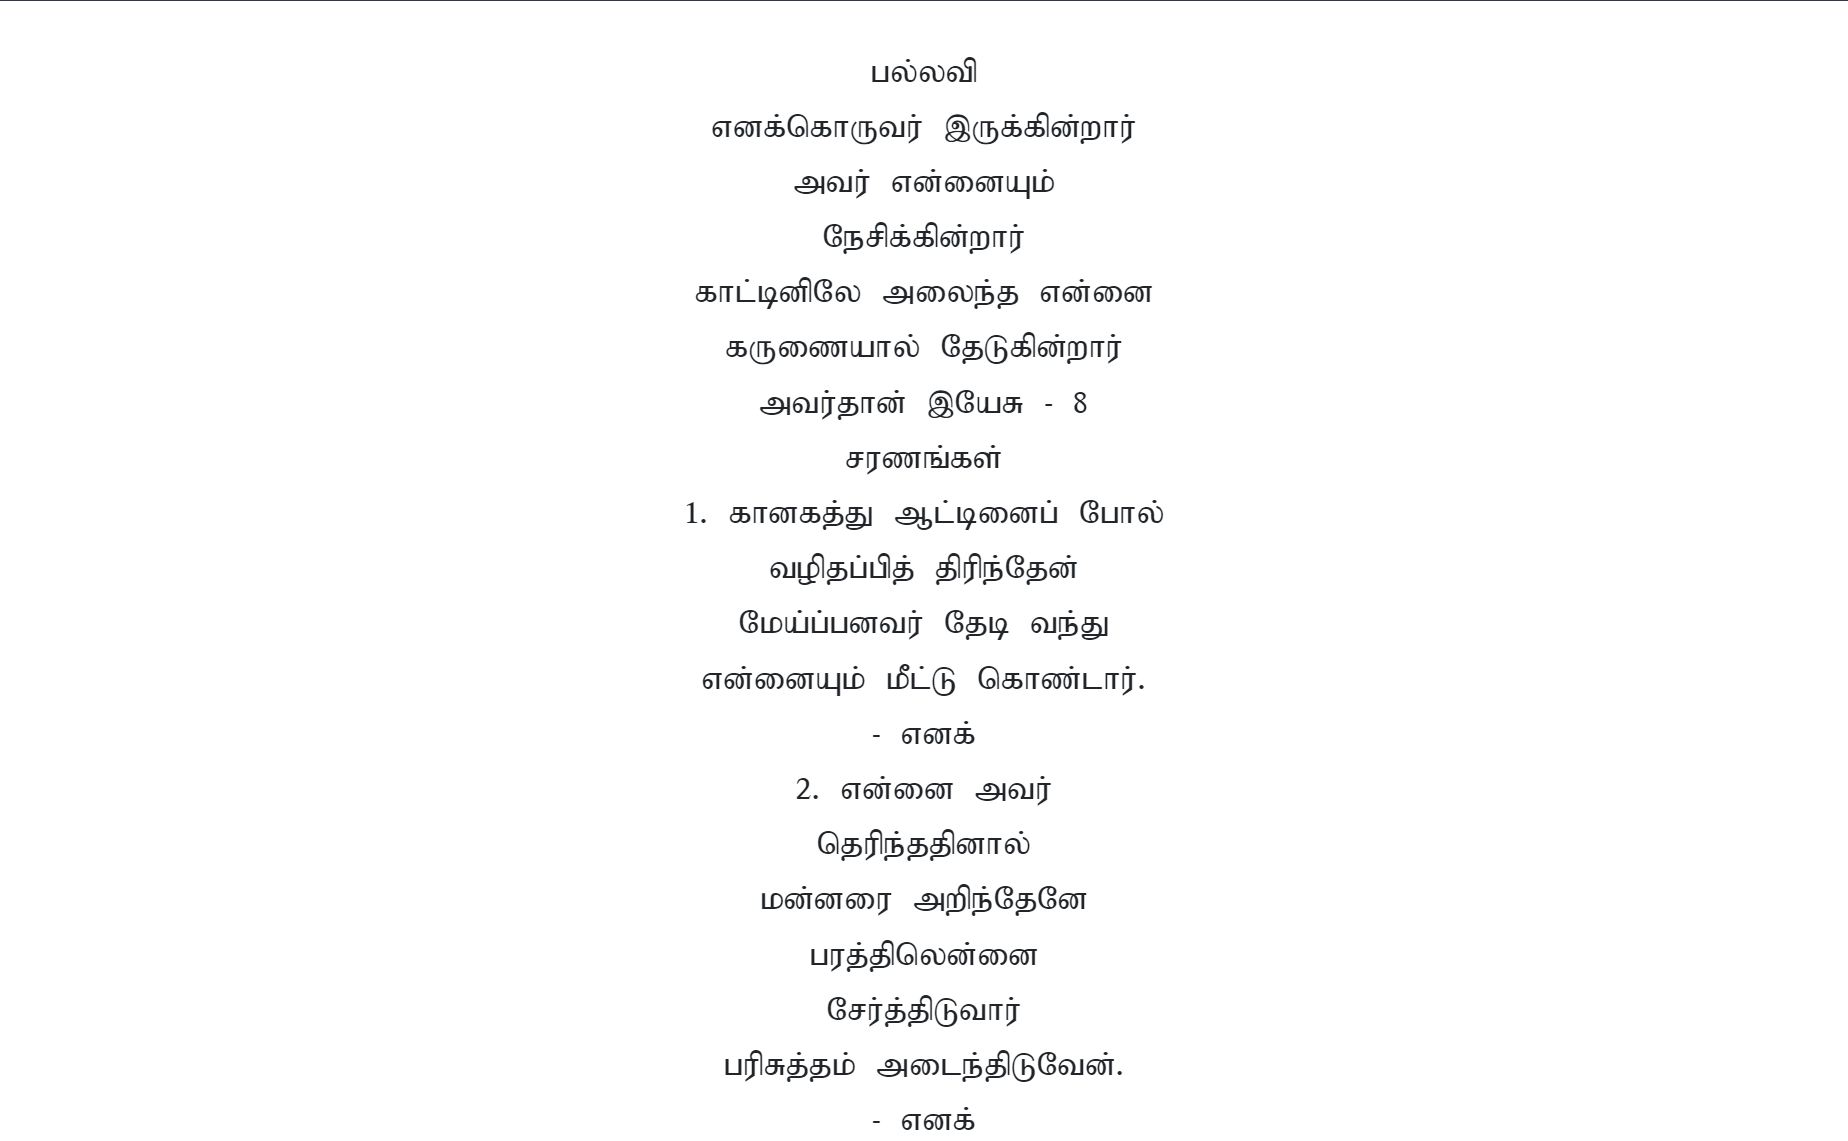 பல்லவி
எனக்கொருவர் இருக்கின்றார்
அவர் என்னையும்
நேசிக்கின்றார்
காட்டினிலே அலைந்த என்னை
கருணையால் தேடுகின்றார்
அவர்தான் இயேசு - 8
சரணங்கள்
1. கானகத்து ஆட்டினைப் போல்
வழிதப்பித் திரிந்தேன்
மேய்ப்பனவர் தேடி வந்து
என்னையும் மீட்டு கொண்டார்.
- எனக்
2. என்னை அவர்
தெரிந்ததினால்
மன்னரை அறிந்தேனே
பரத்திலென்னை
சேர்த்திடுவார்
பரிசுத்தம் அடைந்திடுவேன்.
- எனக்